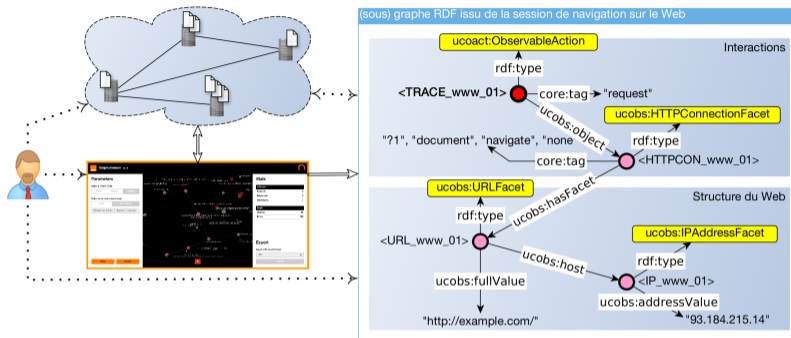 (sous) graphe RDF issu de la session de navigation sur le Web
Interactions
ucoact:ObservableAction
rdf:type
<TRACE_www_01>
core:tag
"request"
ucobs:object
ucobs:HTTPConnectionFacet
rdf:type
"?1", "document", "navigate", "none
core:tag
<HTTPCON_www_01>
ucobs:hasFacet
Structure du Web
ucobs:URLFacet
rdf:type
<URL_www_01>
ucobs:host
ucobs:IPAddressFacet
rdf:type
<IP_www_01>
ucobs:fullValue
ucobs:addressValue
"http://example.com/"
"93.184.215.14"
Parameters
Stats
Export